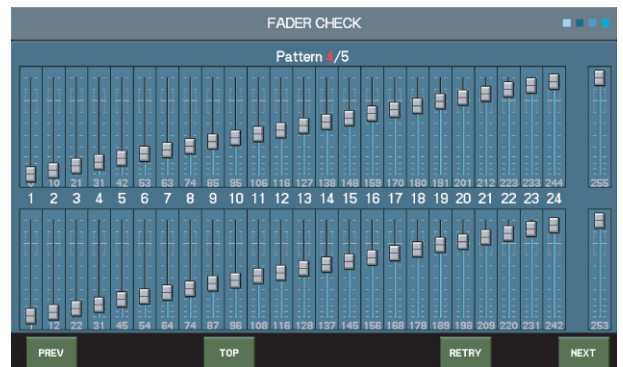 FADER CHECK
Pattern 4/5
10 21 31 42 53 63 74 85 95 106 116 127 138 148 159 170 180 191 201 212 223 233 244 255
1 2 3 4 5 6 7 8 9 10 11 12 13 14 15 16 17 18 19 20 21 22 23 24
1 12 22 31 45 54 64 74 87 96 108 116 128 137 145 156 168 178 189 198 209 220 231 242 253
PREV TOP RETRY NEXT